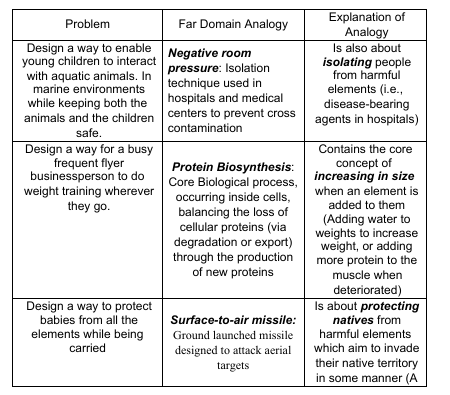 Problem
Far Domain Analogy
Explanation of
Analogy
Design a way to enable
young children to interact
with aquatic animals. In
marine environments
while keeping both the
animals and the children
safe.
Negative room
pressure: Isolation
technique used in
hospitals and medical
centers to prevent cross
contamination
Is also about
isolating people
from harmful
elements (i.e.,
disease-bearing
agents in hospitals)
Design a way for a busy
frequent flyer
businessperson to do
weight training wherever
they go.
Protein Biosynthesis:
Core Biological process,
occurring inside cells,
balancing the loss of
cellular proteins (via
degradation or export)
through the production
of new proteins
Contains the core
concept of
increasing in size
when an element is
added to them
(Adding water to
weights to increase
weight, or adding
more protein to the
muscle when
deteriorated)
Design a way to protect
babies from all the
elements while being
carried
Surface-to-air missile:
Ground launched missile
designed to attack aerial
targets
Is about protecting
natives from
harmful elements
which aim to invade
their native territory
in some manner (A